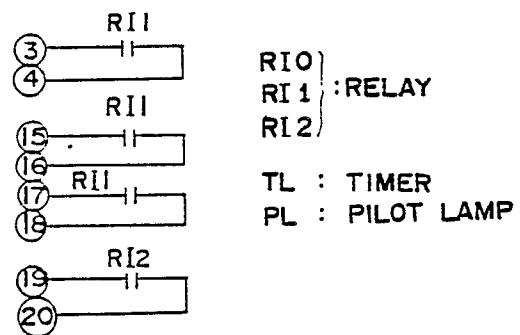 RI1
3
4
RI1
15
16
RI1
17
18
RI2
19
20
RI0
RI1 :RELAY
RI2
TL : TIMER
PL : PILOT LAMP